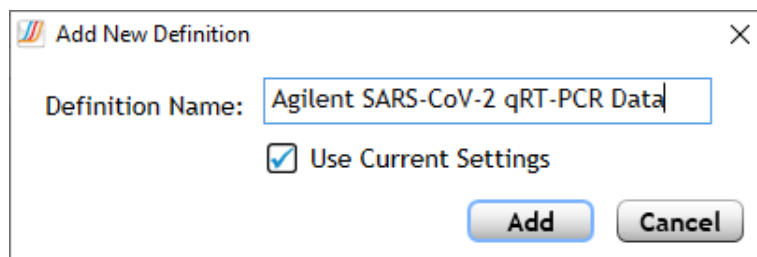 Add New Definition
Definition Name: Agilent SARS-CoV-2 qRT-PCR Data
Use Current Settings
Add Cancel